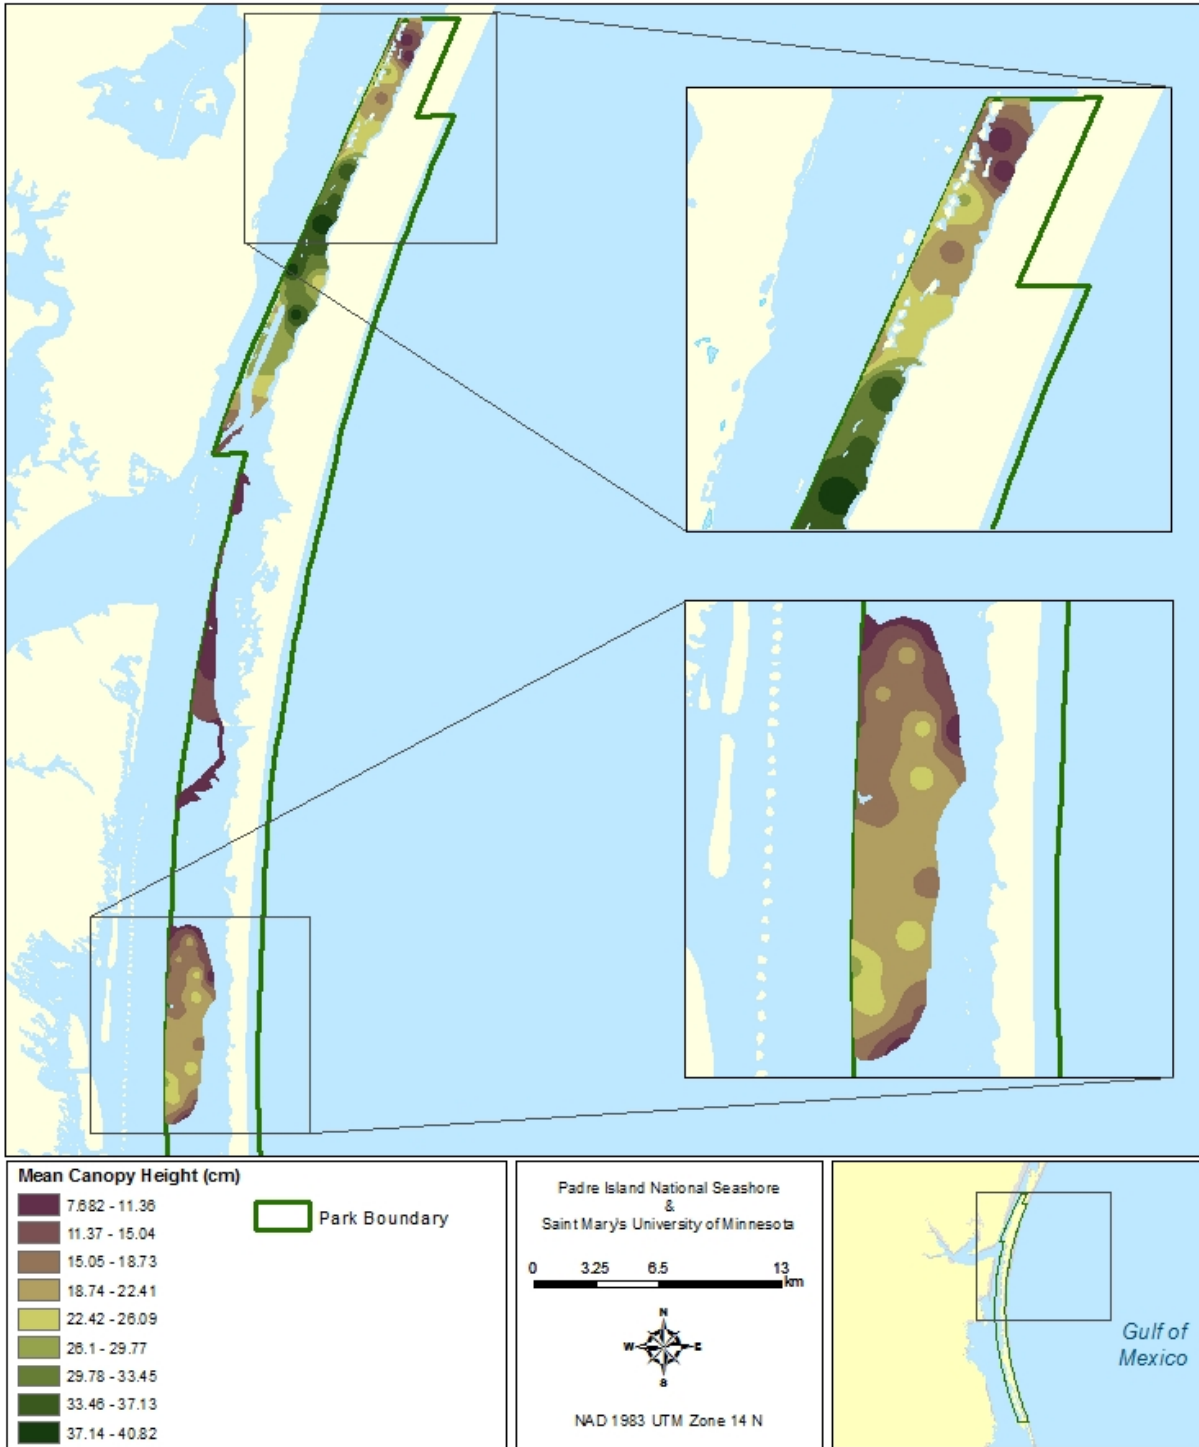 Mean Canopy Height (cm)
7.682 - 11.36
11.37 - 15.04
15.05 - 18.73
18.74 - 22.41
22.42 - 26.09
26.1 - 29.77
29.78 - 33.45
33.46 - 37.13
37.14 - 40.82
Park Boundary
Padre Island National Seashore
&
Saint Mary's University of Minnesota
0 3.25 6.5 13
km
N
W E
S
NAD 1983 UTM Zone 14 N
Gulf of
Mexico